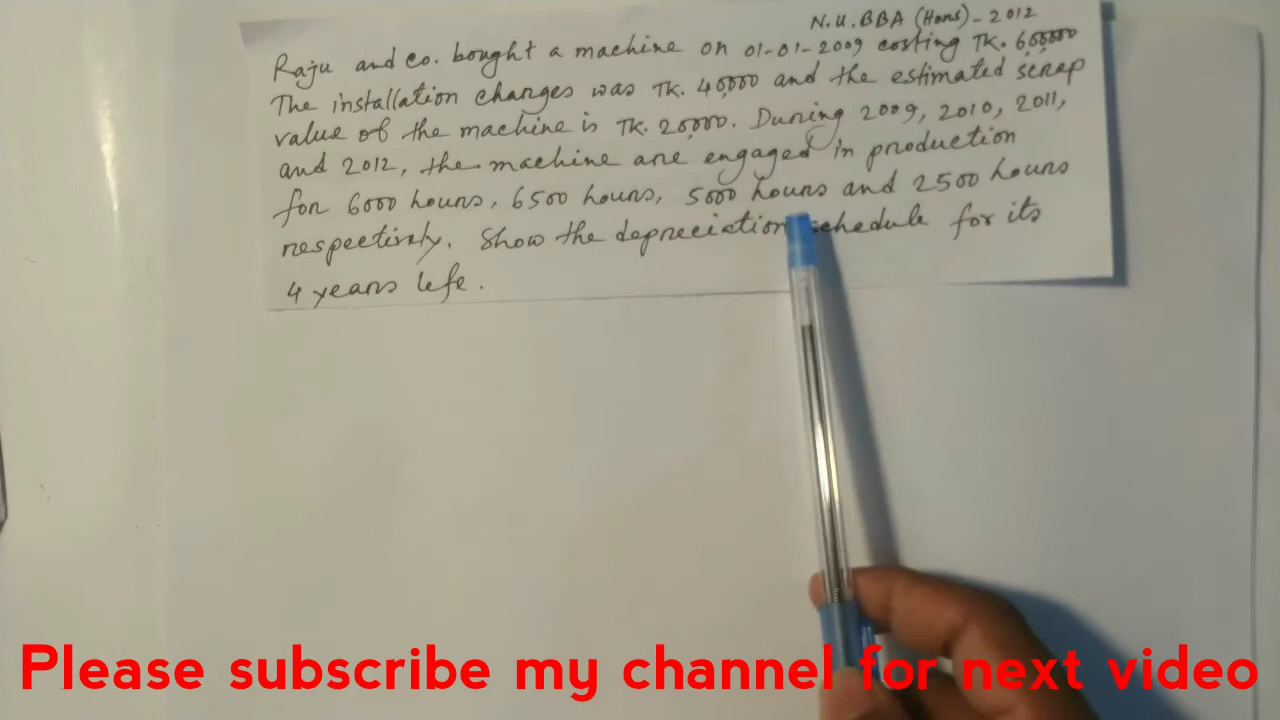 N.U.BBA (Hons) - 2012
Raju and co. bought a machine on 01-01-2009 costing TK. 60,000
The installation charges was TK. 40,000 and the estimated scrap
value of the machine is TK. 20,000. During 2009, 2010, 2011,
and 2012, the machine are engaged in production
for 6000 hours, 6500 hours, 5000 hours and 2500 hours
respectively. Show the depreciation schedule for its
4 years life.
Please subscribe my channel for next video